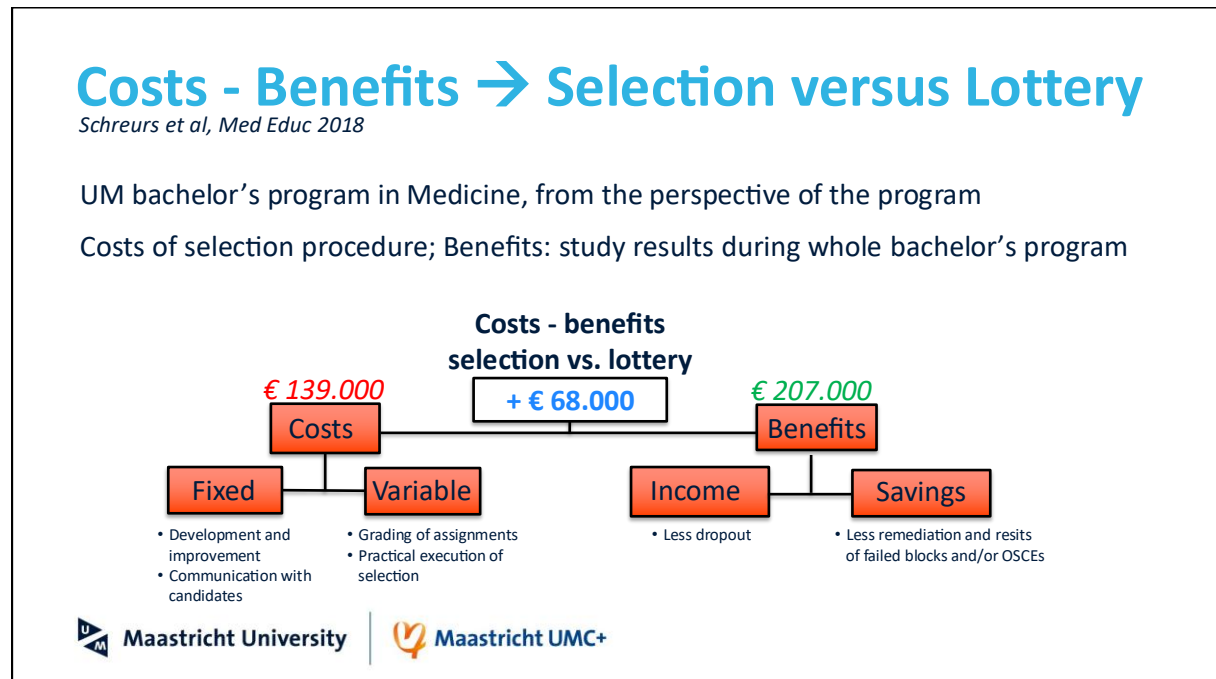 Costs - Benefits → Selection versus Lottery
Schreurs et al, Med Educ 2018
UM bachelor’s program in Medicine, from the perspective of the program
Costs of selection procedure; Benefits: study results during whole bachelor’s program
Costs - benefits
selection vs. lottery
€ 139.000
+ € 68.000
€ 207.000
Costs
Benefits
Fixed
Variable
Income
Savings
• Development and
improvement
• Communication with
candidates
• Grading of assignments
• Practical execution of
selection
• Less dropout
• Less remediation and resits
of failed blocks and/or OSCEs
UM Maastricht University
Maastricht UMC+